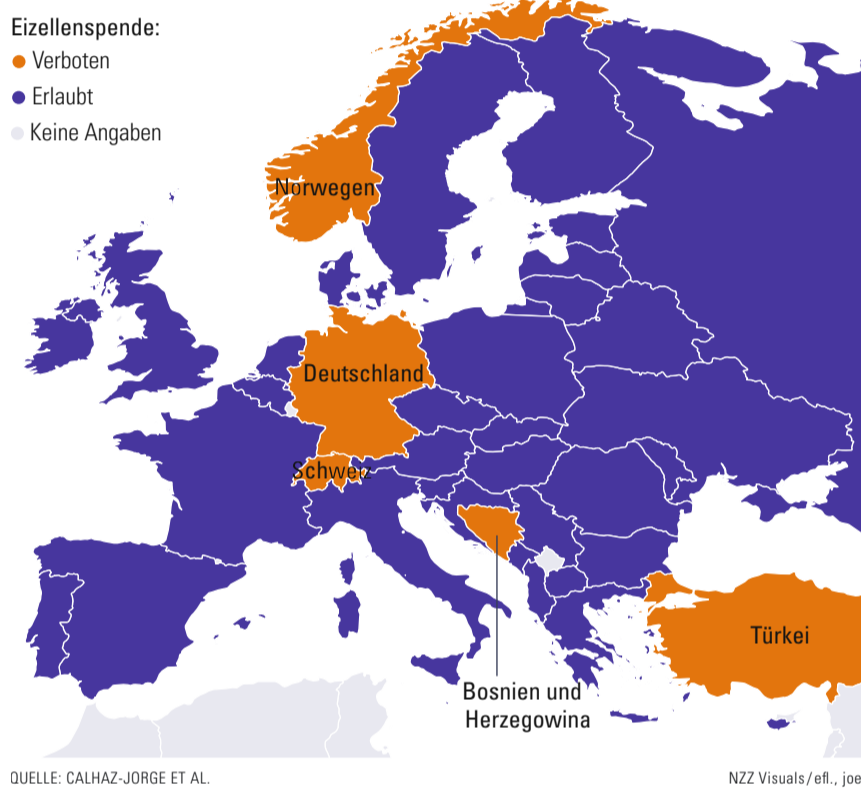 Eizellenspende:
Verboten
Erlaubt
Keine Angaben
Norwegen
Deutschland
Schweiz
Türkei
Bosnien und
Herzegowina
QUELLE: CALHAZ-JORGE ET AL.
NZZ Visuals/efl., joe